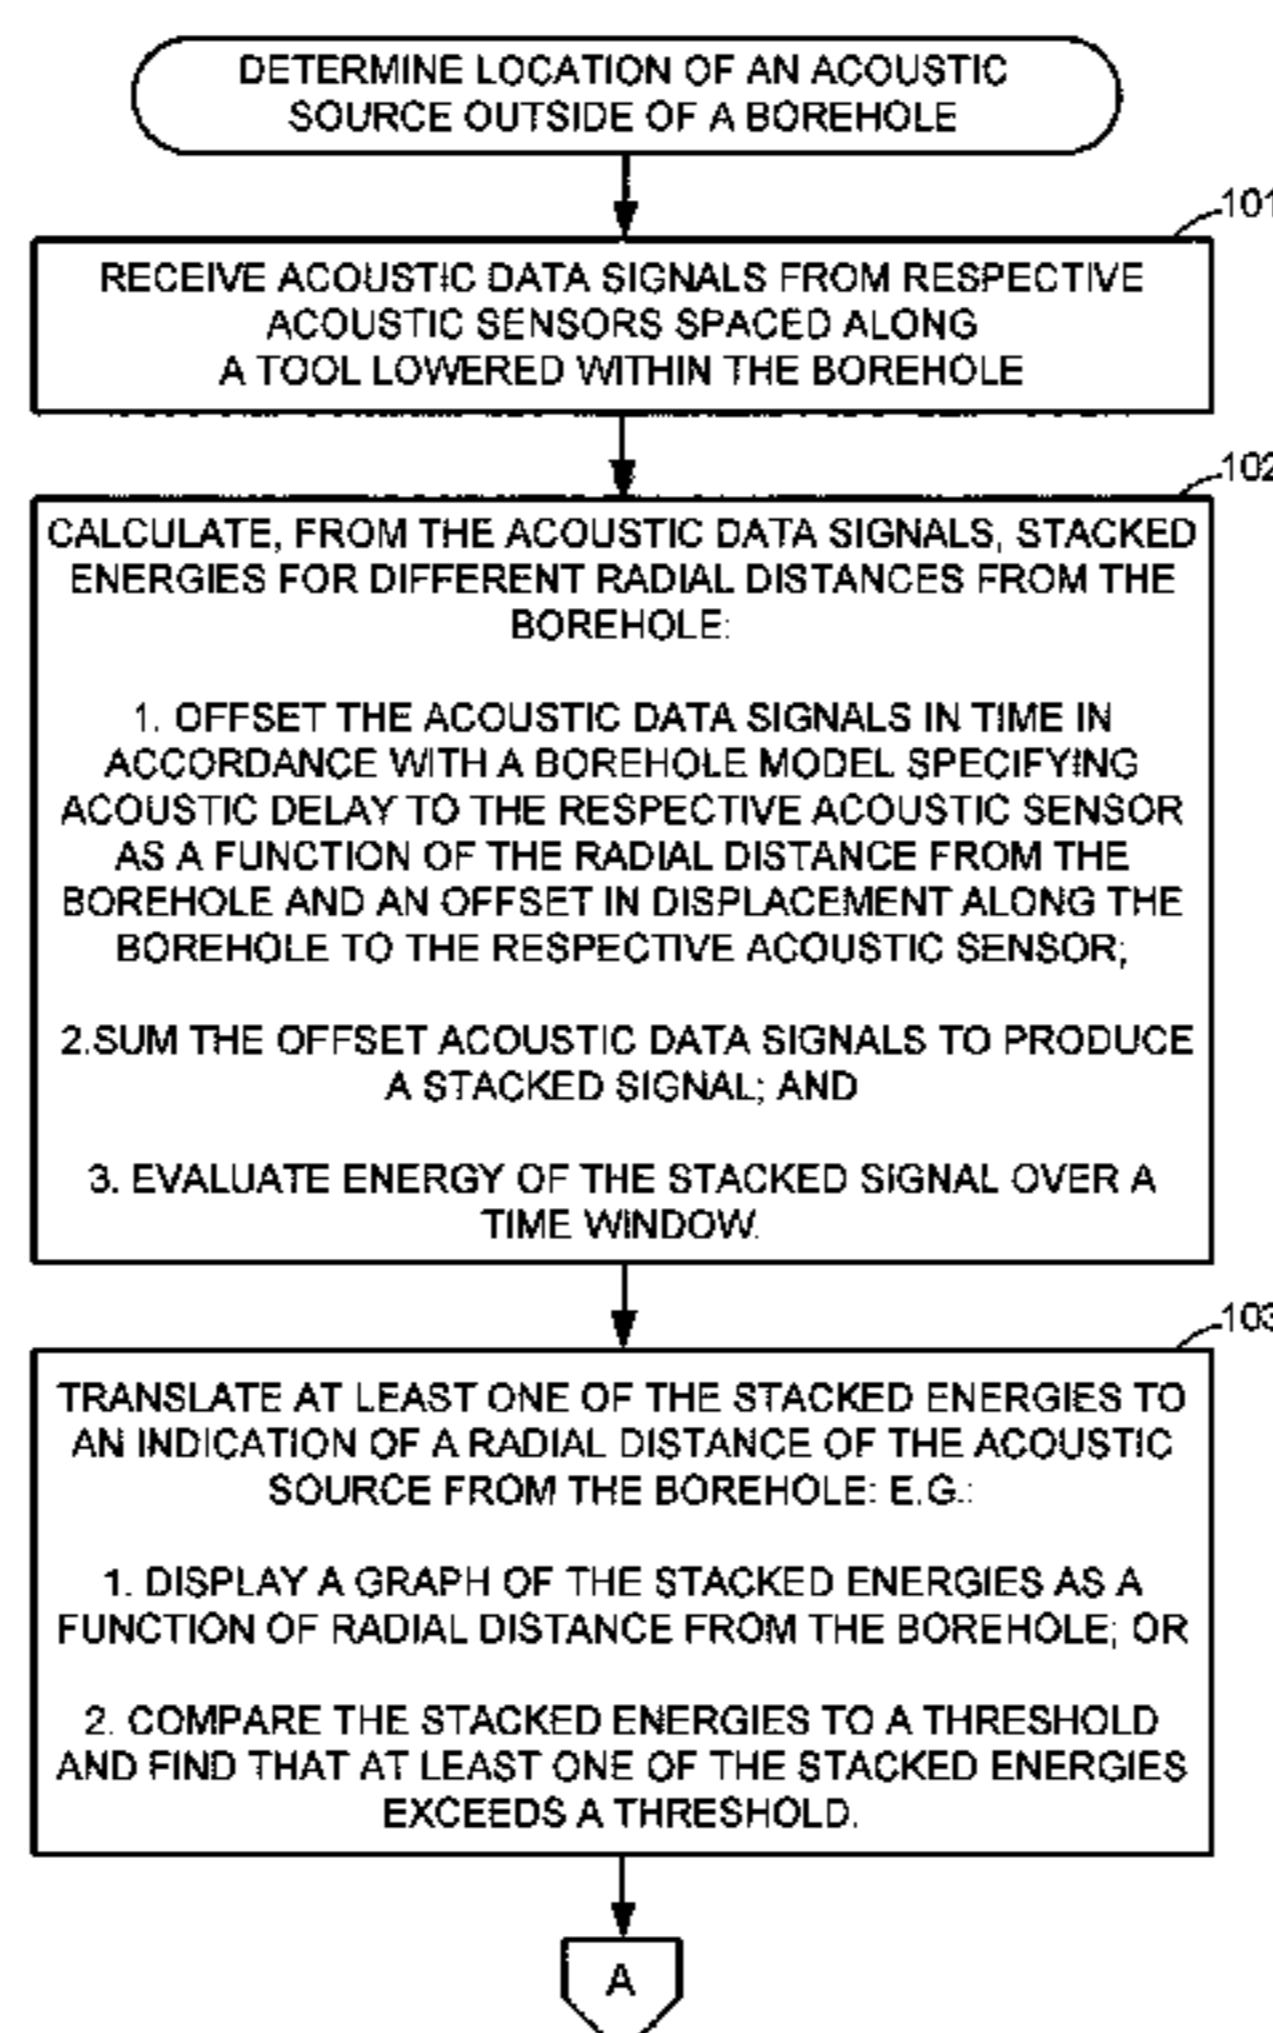 DETERMINE LOCATION OF AN ACOUSTIC
SOURCE OUTSIDE OF A BOREHOLE
101
RECEIVE ACOUSTIC DATA SIGNALS FROM RESPECTIVE
ACOUSTIC SENSORS SPACED ALONG
A TOOL LOWERED WITHIN THE BOREHOLE
102
CALCULATE, FROM THE ACOUSTIC DATA SIGNALS, STACKED
ENERGIES FOR DIFFERENT RADIAL DISTANCES FROM THE
BOREHOLE:
1. OFFSET THE ACOUSTIC DATA SIGNALS IN TIME IN
ACCORDANCE WITH A BOREHOLE MODEL SPECIFYING
ACOUSTIC DELAY TO THE RESPECTIVE ACOUSTIC SENSOR
AS A FUNCTION OF THE RADIAL DISTANCE FROM THE
BOREHOLE AND AN OFFSET IN DISPLACEMENT ALONG THE
BOREHOLE TO THE RESPECTIVE ACOUSTIC SENSOR;
2.SUM THE OFFSET ACOUSTIC DATA SIGNALS TO PRODUCE
A STACKED SIGNAL; AND
3. EVALUATE ENERGY OF THE STACKED SIGNAL OVER A
TIME WINDOW.
103
TRANSLATE AT LEAST ONE OF THE STACKED ENERGIES TO
AN INDICATION OF A RADIAL DISTANCE OF THE ACOUSTIC
SOURCE FROM THE BOREHOLE: E.G.:
1. DISPLAY A GRAPH OF THE STACKED ENERGIES AS A
FUNCTION OF RADIAL DISTANCE FROM THE BOREHOLE; OR
2. COMPARE THE STACKED ENERGIES TO A THRESHOLD
AND FIND THAT AT LEAST ONE OF THE STACKED ENERGIES
EXCEEDS A THRESHOLD.
A